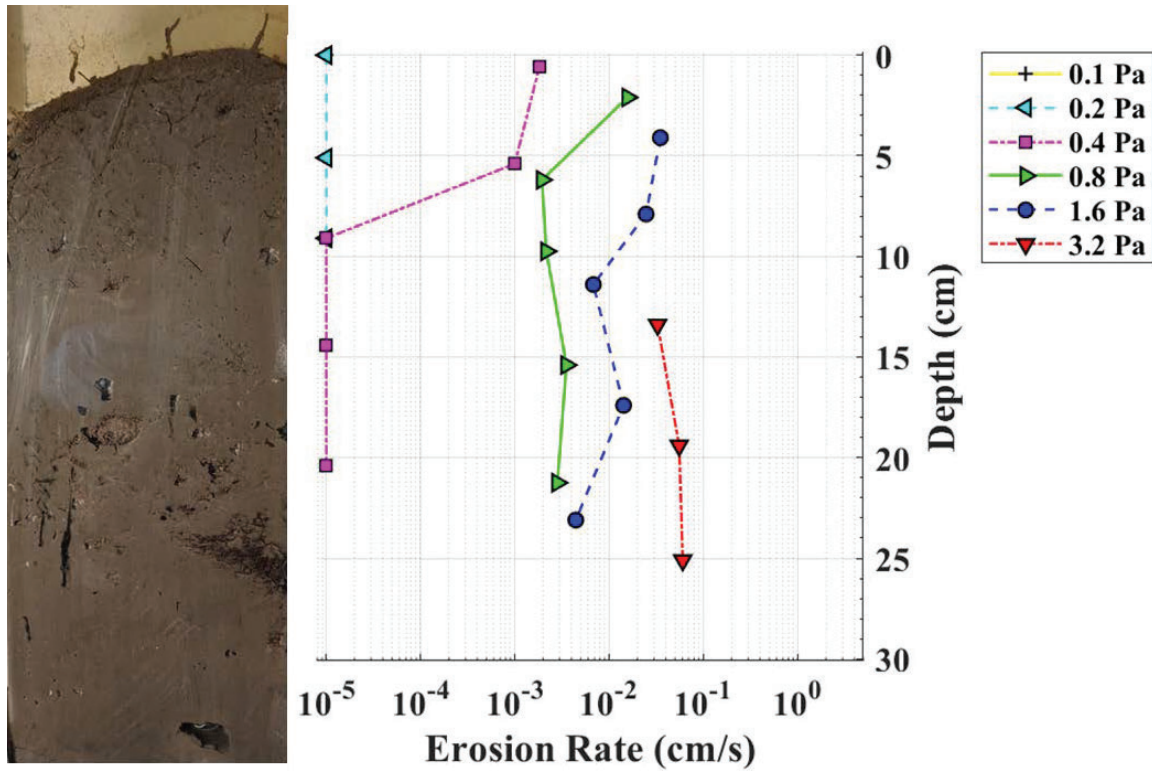 0
5
10
15
20
25
30
Depth (cm)
10⁻⁵
10⁻⁴
10⁻³
10⁻²
10⁻¹
10⁰
Erosion Rate (cm/s)
0.1 Pa
0.2 Pa
0.4 Pa
0.8 Pa
1.6 Pa
3.2 Pa